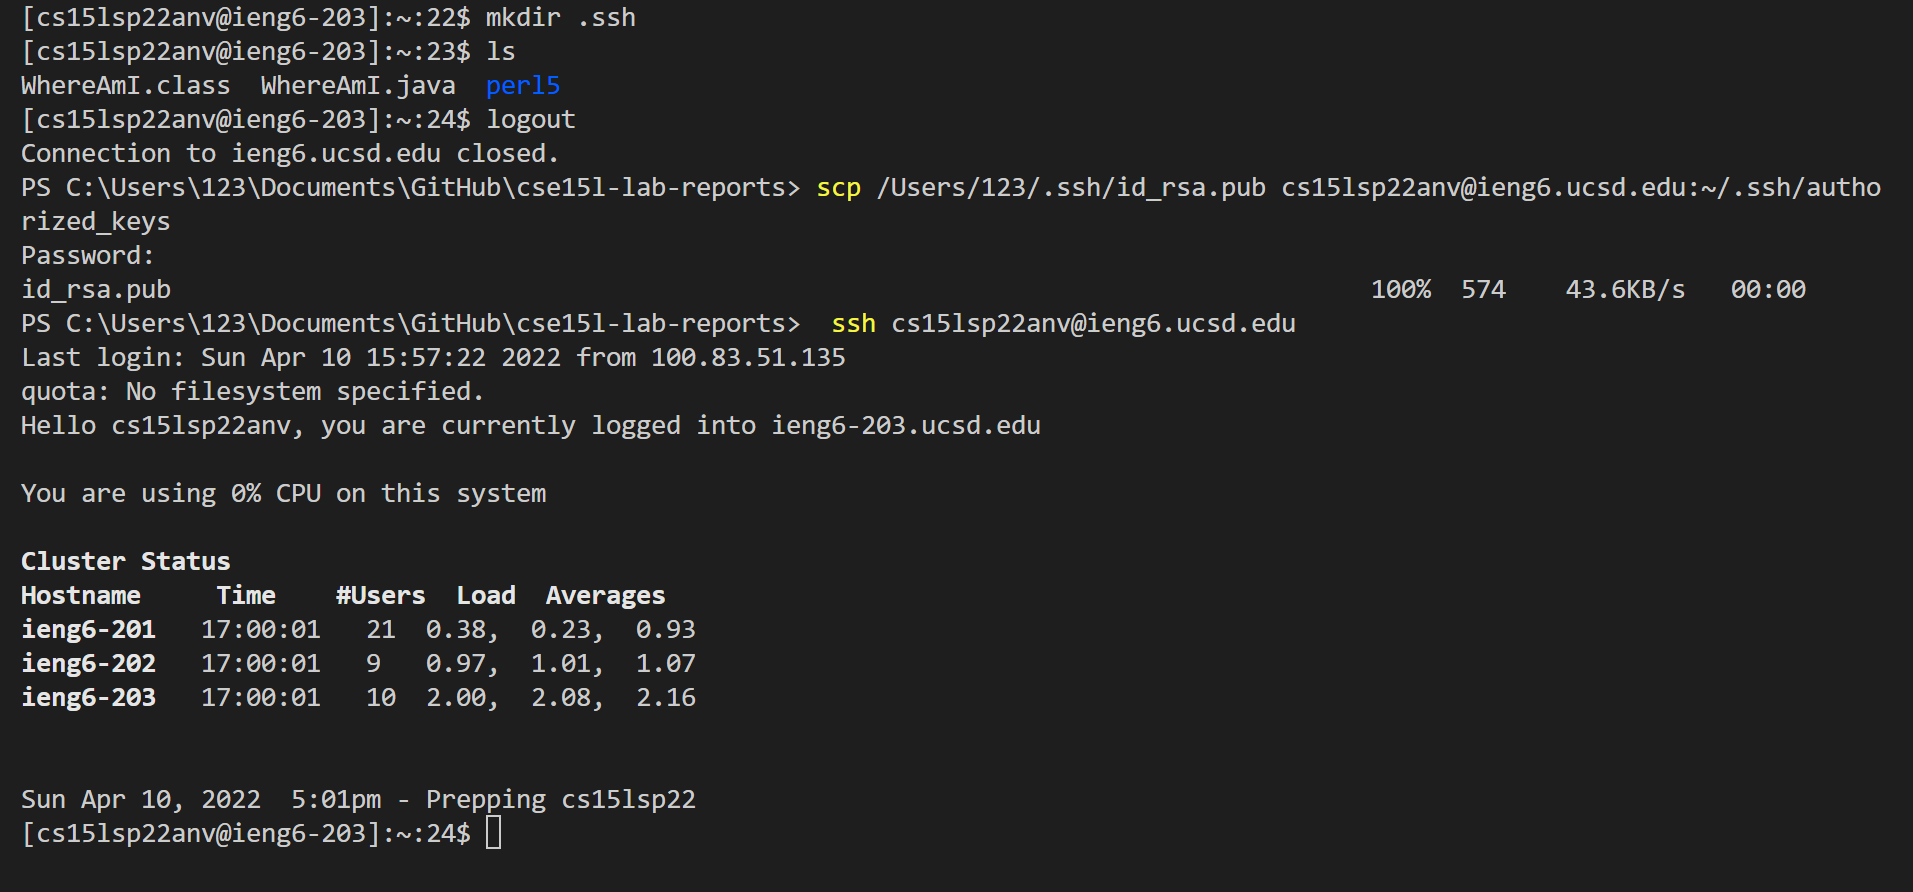 [cs15lsp22anv@ieng6-203]:~:22$ mkdir .ssh
[cs15lsp22anv@ieng6-203]:~:23$ ls
WhereAmI.class  WhereAmI.java  perl5
[cs15lsp22anv@ieng6-203]:~:24$ logout
Connection to ieng6.ucsd.edu closed.
PS C:\Users\123\Documents\GitHub\cse15l-lab-reports> scp /Users/123/.ssh/id_rsa.pub cs15lsp22anv@ieng6.ucsd.edu:~/.ssh/autho
rized_keys
Password:
id_rsa.pub                                                                                100%  574    43.6KB/s   00:00
PS C:\Users\123\Documents\GitHub\cse15l-lab-reports>  ssh cs15lsp22anv@ieng6.ucsd.edu
Last login: Sun Apr 10 15:57:22 2022 from 100.83.51.135
quota: No filesystem specified.
Hello cs15lsp22anv, you are currently logged into ieng6-203.ucsd.edu
You are using 0% CPU on this system
Cluster Status
Hostname     Time    #Users  Load  Averages
ieng6-201   17:00:01   21  0.38,  0.23,  0.93
ieng6-202   17:00:01   9   0.97,  1.01,  1.07
ieng6-203   17:00:01   10  2.00,  2.08,  2.16
Sun Apr 10, 2022  5:01pm - Prepping cs15lsp22
[cs15lsp22anv@ieng6-203]:~:24$